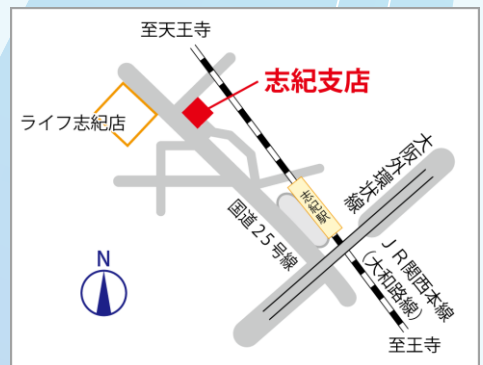 至天王寺
志紀支店
ライフ志紀店
大阪外環状線
志紀駅
国道25号線
JR関西本線
(大和路線)
N
至王寺